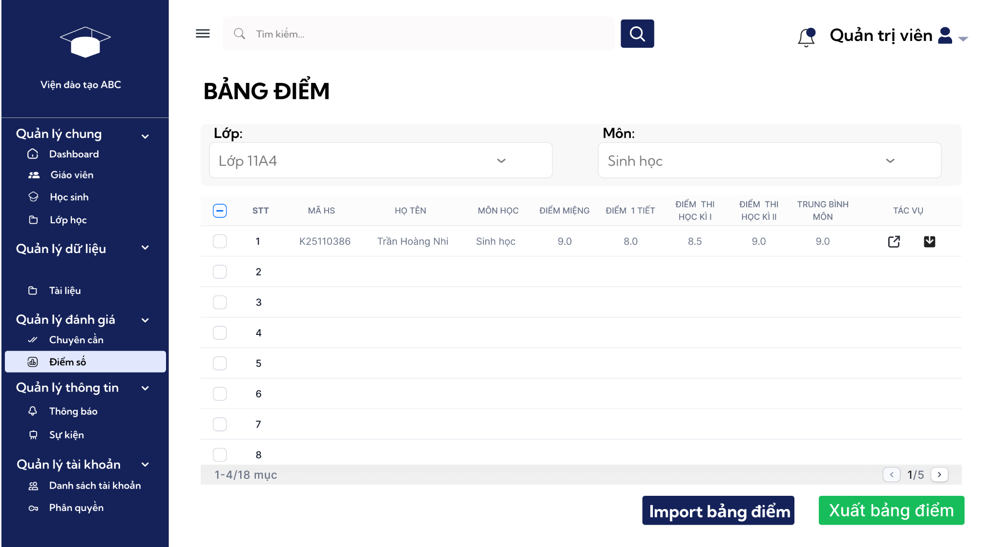 Viện đào tạo ABC
Quản lý chung
Dashboard
Giáo viên
Học sinh
Lớp học
Quản lý dữ liệu
Tài liệu
Quản lý đánh giá
Chuyên cần
Điểm số
Quản lý thông tin
Thông báo
Sự kiện
Quản lý tài khoản
Danh sách tài khoản
Phân quyền
Tìm kiếm...
Quản trị viên
BẢNG ĐIỂM
Lớp: Môn:
Lớp 11A4 Sinh học
STT MÃ HS HỌ TÊN MÔN HỌC ĐIỂM MIỆNG ĐIỂM 1 TIẾT ĐIỂM THI HỌC KÌ I ĐIỂM THI HỌC KÌ II TRUNG BÌNH MÔN TÁC VỤ
1 K25110386 Trần Hoàng Nhi Sinh học 9.0 8.0 8.5 9.0 9.0
2
3
4
5
6
7
8
1-4/18 mục 1/5
Import bảng điểm Xuất bảng điểm